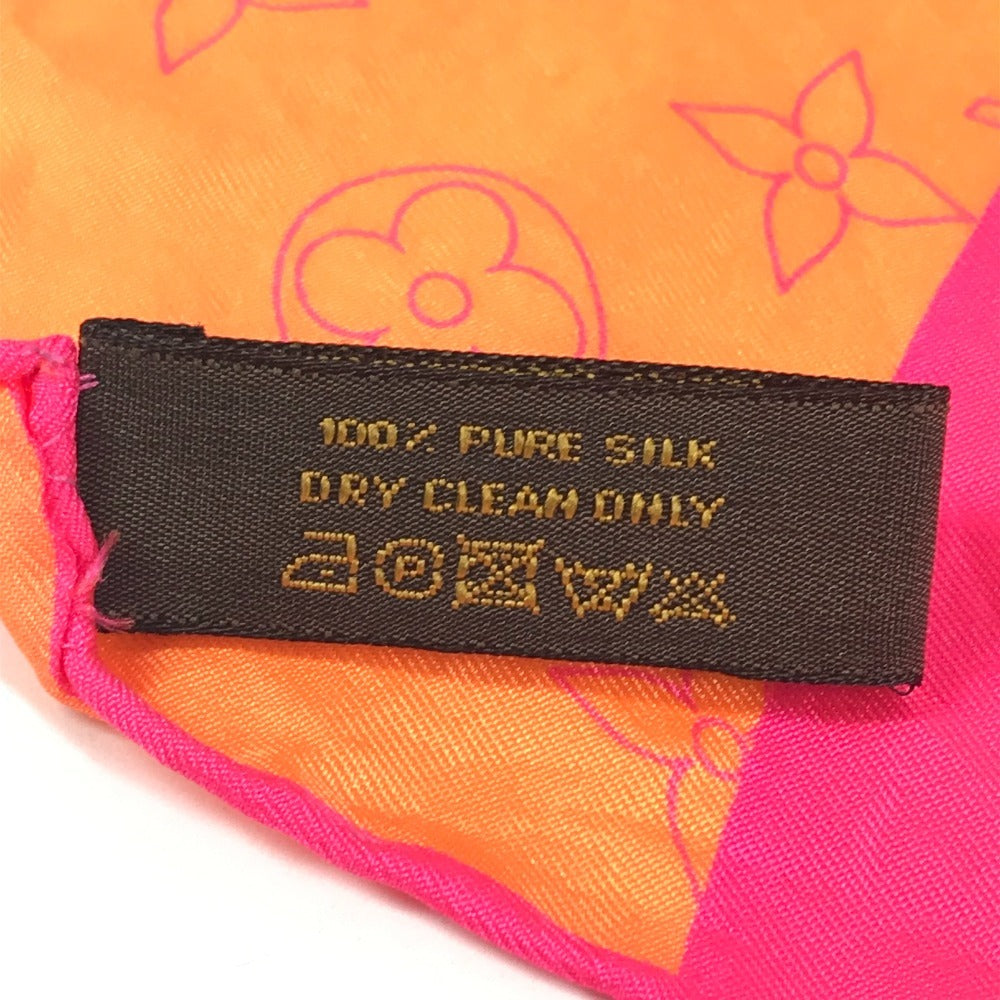 100% PURE SILK
DRY CLEAN ONLY
P